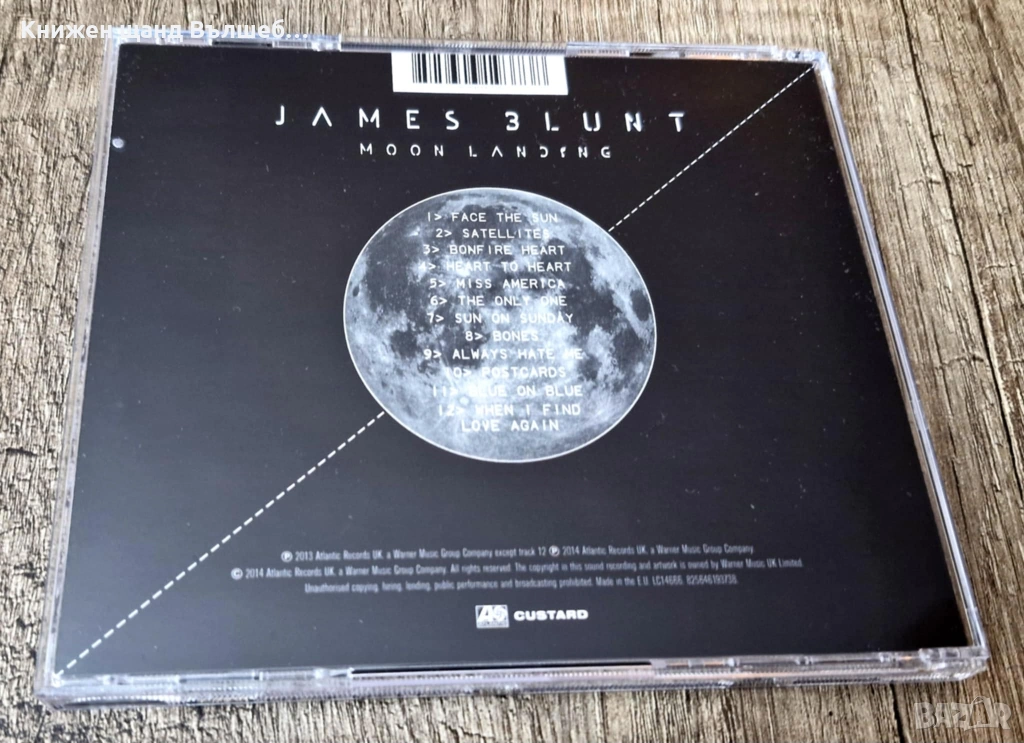 Книженъцанд Вълшеб...
JAMES BLUNT
MOON LANDING
1> FACE THE SUN
2> SATELLITES
3> BONFIRE HEART
4> HEART TO HEART
5> MISS AMERICA
6> THE ONLY ONE
7> SUN ON SUNDAY
8> BONES
9> ALWAYS HATE ME
10> POSTCARDS
11> BLUE ON BLUE
12> WHEN I FIND
LOVE AGAIN
℗ 2013 Atlantic Records UK, a Warner Music Group Company except track 12 ℗ 2014 Atlantic Records UK, a Warner Music Group Company.
© 2014 Atlantic Records UK, a Warner Music Group Company. All rights reserved. The copyright in this sound recording and artwork is owned by Warner Music UK Limited.
Unauthorised copying, hiring, lending, public performance and broadcasting prohibited. Made in the E.U. LC14666. 825646193738.
CUSTARD
BAZAR